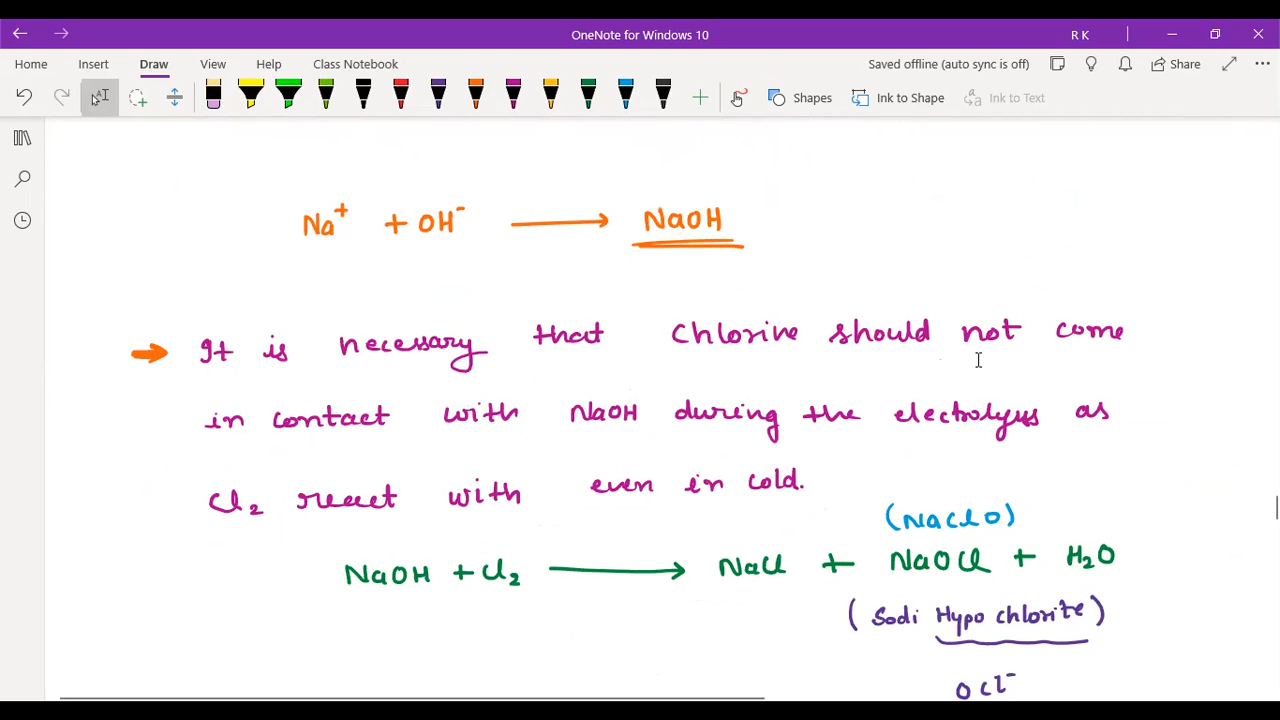 OneNote for Windows 10
R K
Home Insert Draw View Help Class Notebook
Saved offline (auto sync is off) Share
Shapes Ink to Shape Ink to Text
Na⁺ + OH⁻ → NaOH
→ It is necessary that Chlorine should not come
in contact with NaOH during the electrolysis as
Cl₂ react with even in cold.
(NaClO)
NaOH + Cl₂ → NaCl + NaOCl + H₂O
(Sodi Hypo chlorite)
OCl⁻